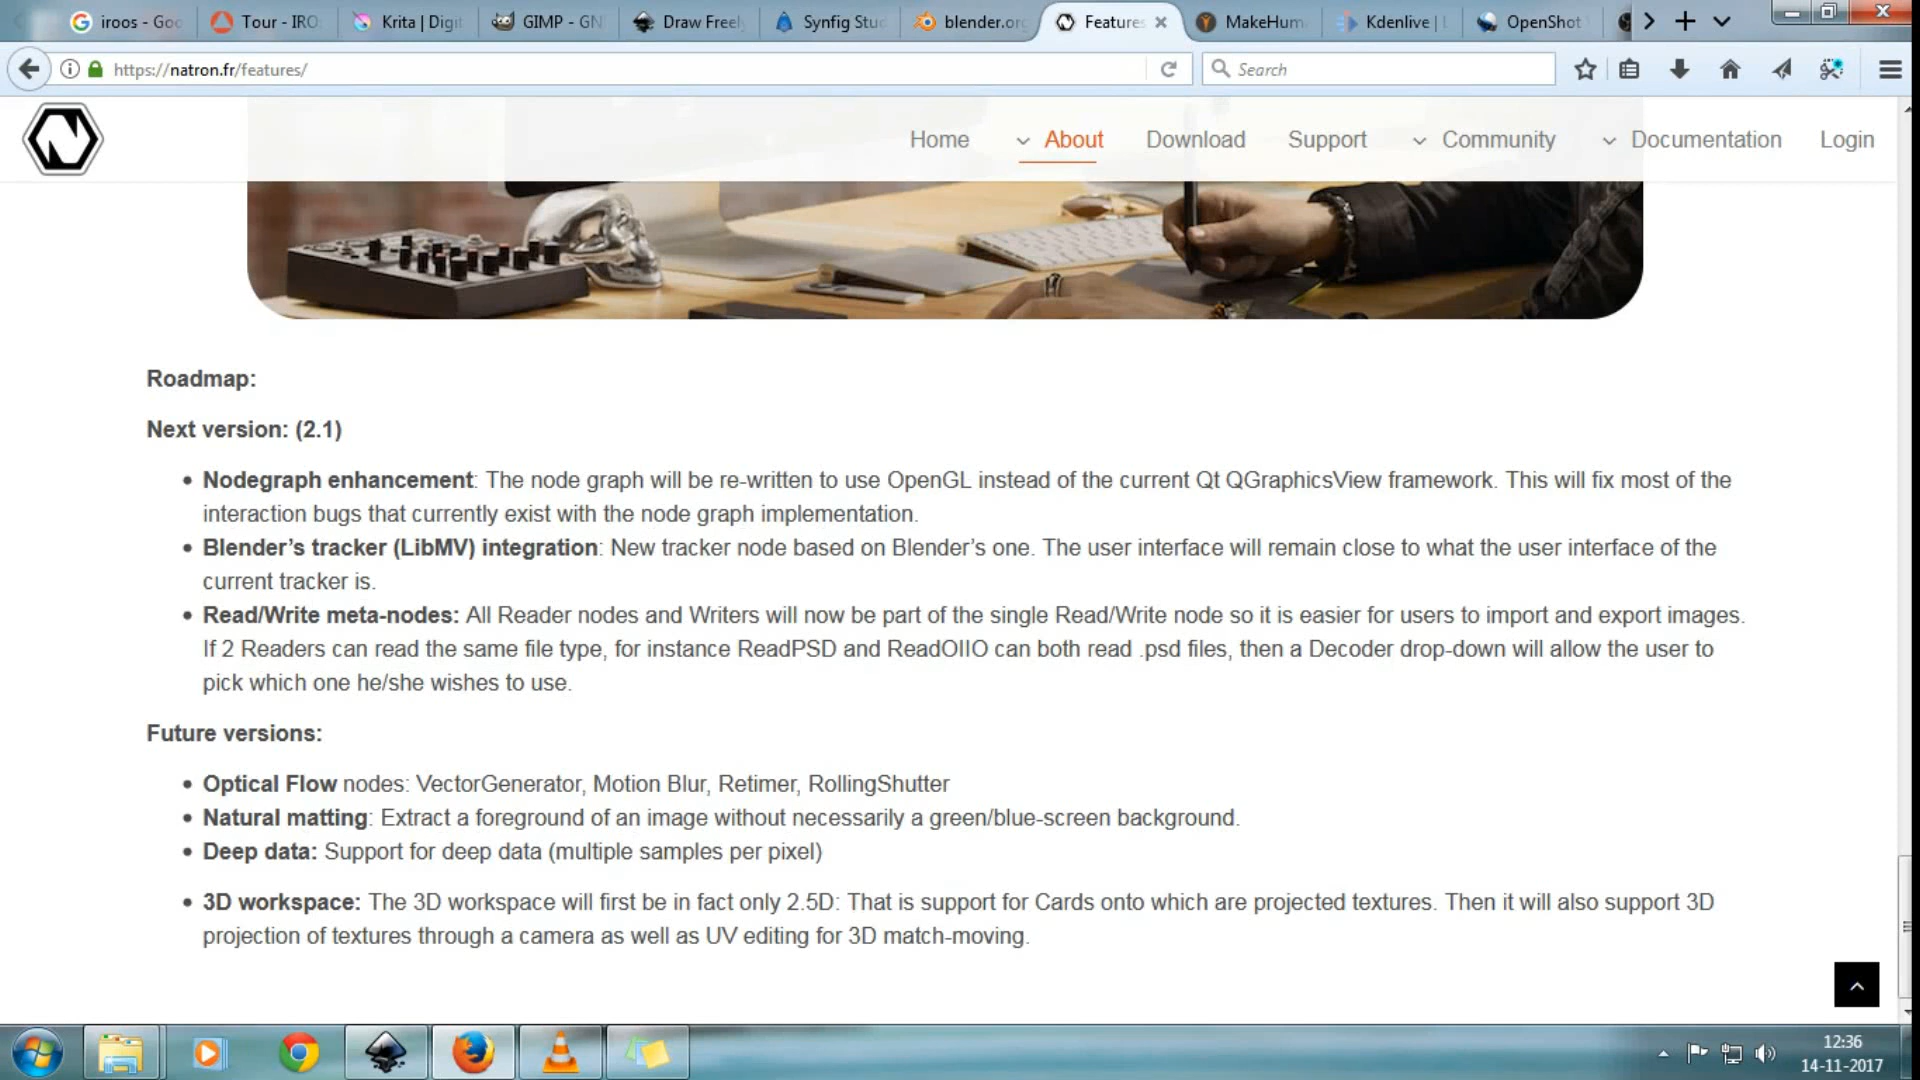 iroos - Goo
Tour - IRO
Krita | Digit
GIMP - GN
Draw Freely
Synfig Stud
blender.org
Features
MakeHum
Kdenlive | L
OpenShot
https://natron.fr/features/
Search
Home
About
Download
Support
Community
Documentation
Login
Roadmap:
Next version: (2.1)
Nodegraph enhancement: The node graph will be re-written to use OpenGL instead of the current Qt QGraphicsView framework. This will fix most of the
interaction bugs that currently exist with the node graph implementation.
Blender's tracker (LibMV) integration: New tracker node based on Blender's one. The user interface will remain close to what the user interface of the
current tracker is.
Read/Write meta-nodes: All Reader nodes and Writers will now be part of the single Read/Write node so it is easier for users to import and export images.
If 2 Readers can read the same file type, for instance ReadPSD and ReadOIIO can both read .psd files, then a Decoder drop-down will allow the user to
pick which one he/she wishes to use.
Future versions:
Optical Flow nodes: VectorGenerator, Motion Blur, Retimer, RollingShutter
Natural matting: Extract a foreground of an image without necessarily a green/blue-screen background.
Deep data: Support for deep data (multiple samples per pixel)
3D workspace: The 3D workspace will first be in fact only 2.5D: That is support for Cards onto which are projected textures. Then it will also support 3D
projection of textures through a camera as well as UV editing for 3D match-moving.
12:36
14-11-2017